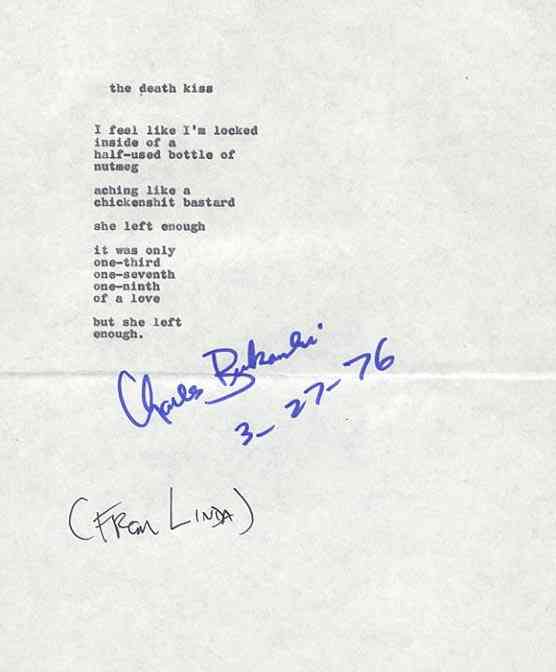 the death kiss
I feel like I'm locked
inside of a
half-used bottle of
nutmeg
aching like a
chickenshit bastard
she left enough
it was only
one-third
one-seventh
one-ninth
of a love
but she left
enough.
Charles Bukowski
3-27-76
(FROM LINDA)